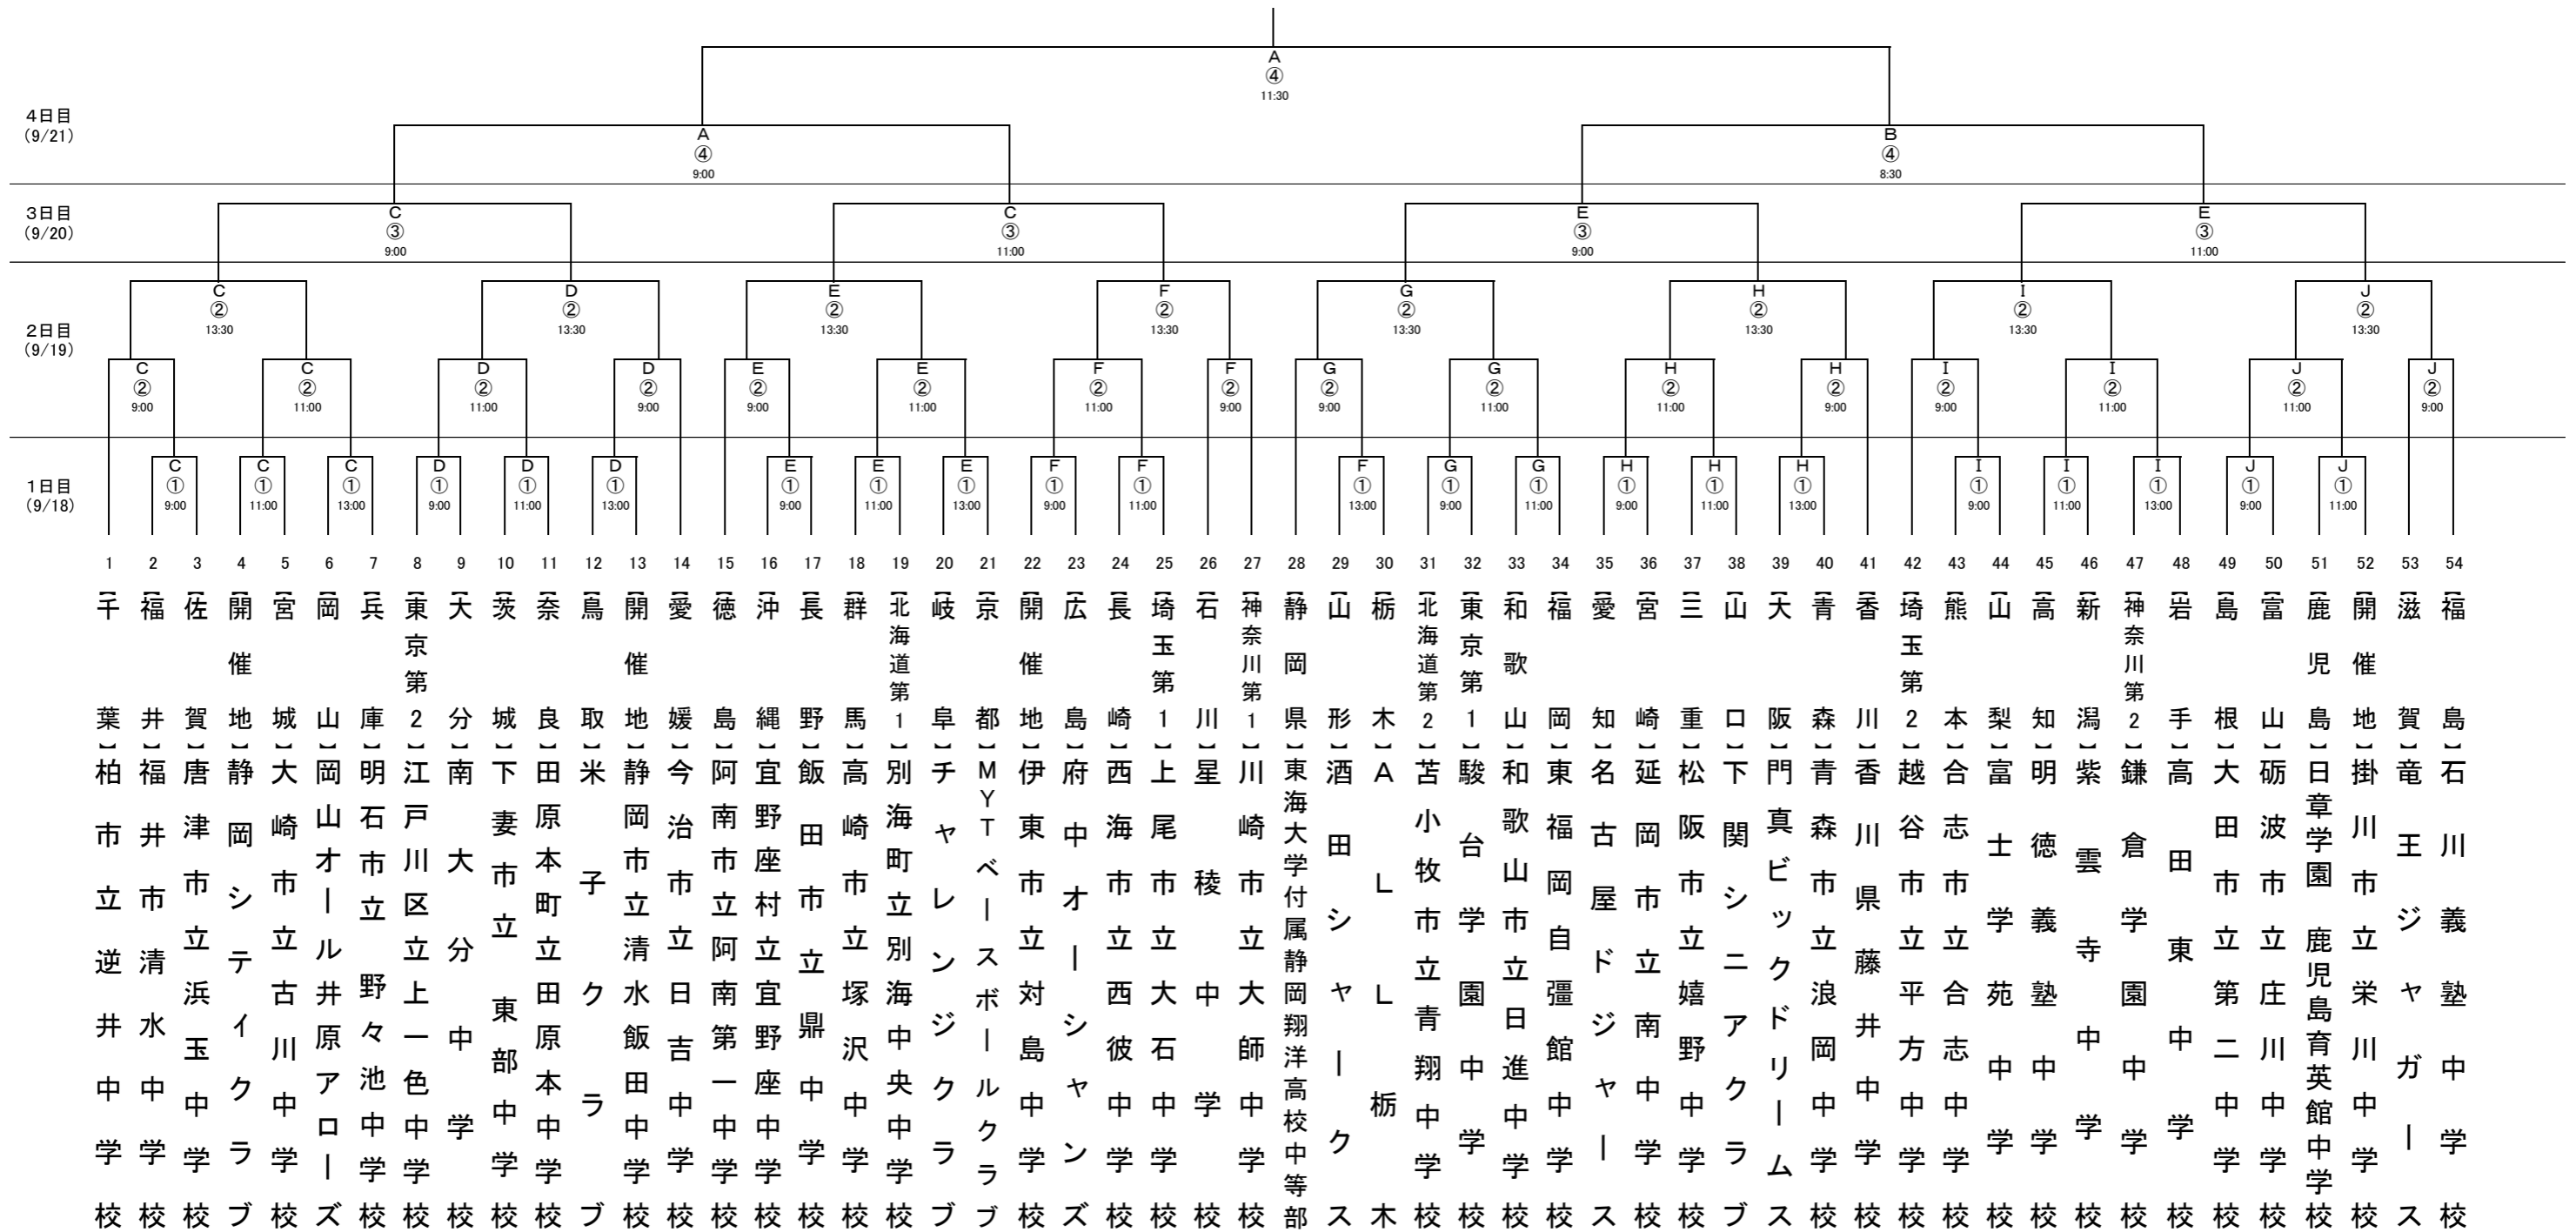 A
④
11:30
4日目
(9/21)
A
④
9:00
B
④
8:30
3日目
(9/20)
C
③
9:00
C
③
11:00
E
③
9:00
E
③
11:00
2日目
(9/19)
C
②
13:30
D
②
13:30
E
②
13:30
F
②
13:30
G
②
13:30
H
②
13:30
I
②
13:30
J
②
13:30
C
②
9:00
C
②
11:00
D
②
11:00
D
②
9:00
E
②
9:00
E
②
11:00
F
②
11:00
F
②
9:00
G
②
9:00
G
②
11:00
H
②
11:00
H
②
9:00
I
②
9:00
I
②
11:00
J
②
11:00
J
②
9:00
1日目
(9/18)
C
①
9:00
C
①
11:00
C
①
13:00
D
①
9:00
D
①
11:00
D
①
13:00
E
①
9:00
E
①
11:00
E
①
13:00
F
①
9:00
F
①
11:00
F
①
13:00
G
①
9:00
G
①
11:00
H
①
9:00
H
①
11:00
H
①
13:00
I
①
9:00
I
①
11:00
I
①
13:00
J
①
9:00
J
①
11:00
1 【千葉】柏市立逆井中学校
2 【福井】福井市清水中学校
3 【佐賀】唐津市立浜玉中学校
4 【開催地】静岡シティクラブ
5 【宮城】大崎市立古川中学校
6 【岡山】岡山オール井原アローズ
7 【兵庫】明石市立野々池中学校
8 【東京第2】江戸川区立上一色中学校
9 【大分】南大分中学校
10 【茨城】下妻市立東部中学校
11 【奈良】田原本町立田原本中学校
12 【鳥取】米子クラブ
13 【開催地】静岡市立清水飯田中学校
14 【愛媛】今治市立日吉中学校
15 【徳島】阿南市立阿南第一中学校
16 【沖縄】宜野座村立宜野座中学校
17 【長野】飯田市立鼎中学校
18 【群馬】高崎市立塚沢中学校
19 【北海道第1】別海町立別海中央中学校
20 【岐阜】チャレンジクラブ
21 【京都】MYTベースボールクラブ
22 【開催地】伊東市立対島中学校
23 【広島】府中オーシャンズ
24 【長崎】西海市立西彼中学校
25 【埼玉第1】上尾市立大石中学校
26 【石川】星稜中学校
27 【神奈川第1】川崎市立大師中学校
28 【静岡県】東海大学付属静岡翔洋高校中等部
29 【山形】酒田シャークス
30 【栃木】ALL栃木
31 【北海道第2】苫小牧市立青翔中学校
32 【東京第1】駿台学園中学校
33 【和歌山】和歌山市立日進中学校
34 【福岡】東福岡自彊館中学校
35 【愛知】名古屋ドジャース
36 【宮崎】延岡市立南中学校
37 【三重】松阪市立嬉野中学校
38 【山口】下関シニアクラブ
39 【大阪】門真ビックドリームス
40 【青森】青森市立浪岡中学校
41 【香川】香川県藤井中学校
42 【埼玉第2】越谷市立平方中学校
43 【熊本】合志市立合志中学校
44 【山梨】富士学苑中学校
45 【高知】明徳義塾中学校
46 【新潟】紫雲寺中学校
47 【神奈川第2】鎌倉学園中学校
48 【岩手】高田東中学校
49 【島根】大田市立第二中学校
50 【富山】砺波市立庄川中学校
51 【鹿児島】日章学園 鹿児島育英館中学校
52 【開催地】掛川市立栄川中学校
53 【滋賀】竜王ジャガーズ
54 【福島】石川義塾中学校